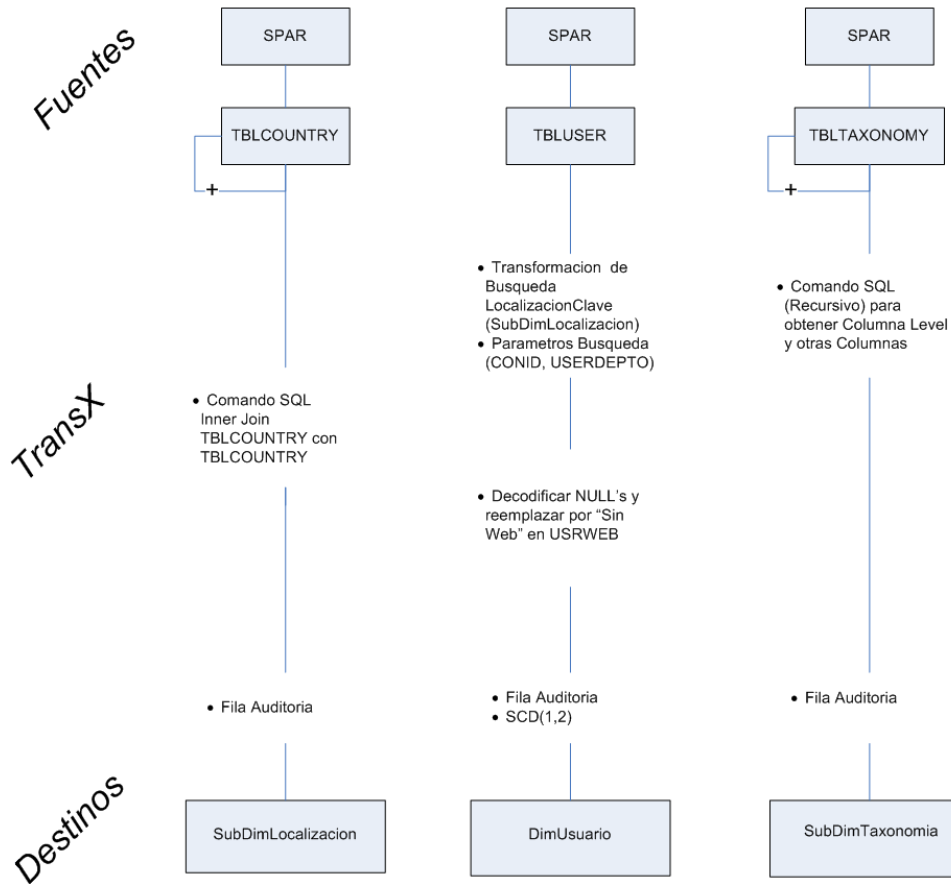 Fuentes
SPAR
SPAR
SPAR
TBLCOUNTRY
TBLUSER
TBLTAXONOMY
+
+
TransX
• Comando SQL
Inner Join
TBLCOUNTRY con
TBLCOUNTRY
• Transformacion de
Busqueda
LocalizacionClave
(SubDimLocalizacion)
• Parametros Busqueda
(CONID, USERDEPTO)
• Decodificar NULL's y
reemplazar por “Sin
Web” en USRWEB
• Comando SQL
(Recursivo) para
obtener Columna Level
y otras Columnas
• Fila Auditoria
• Fila Auditoria
• SCD(1,2)
• Fila Auditoria
Destinos
SubDimLocalizacion
DimUsuario
SubDimTaxonomia